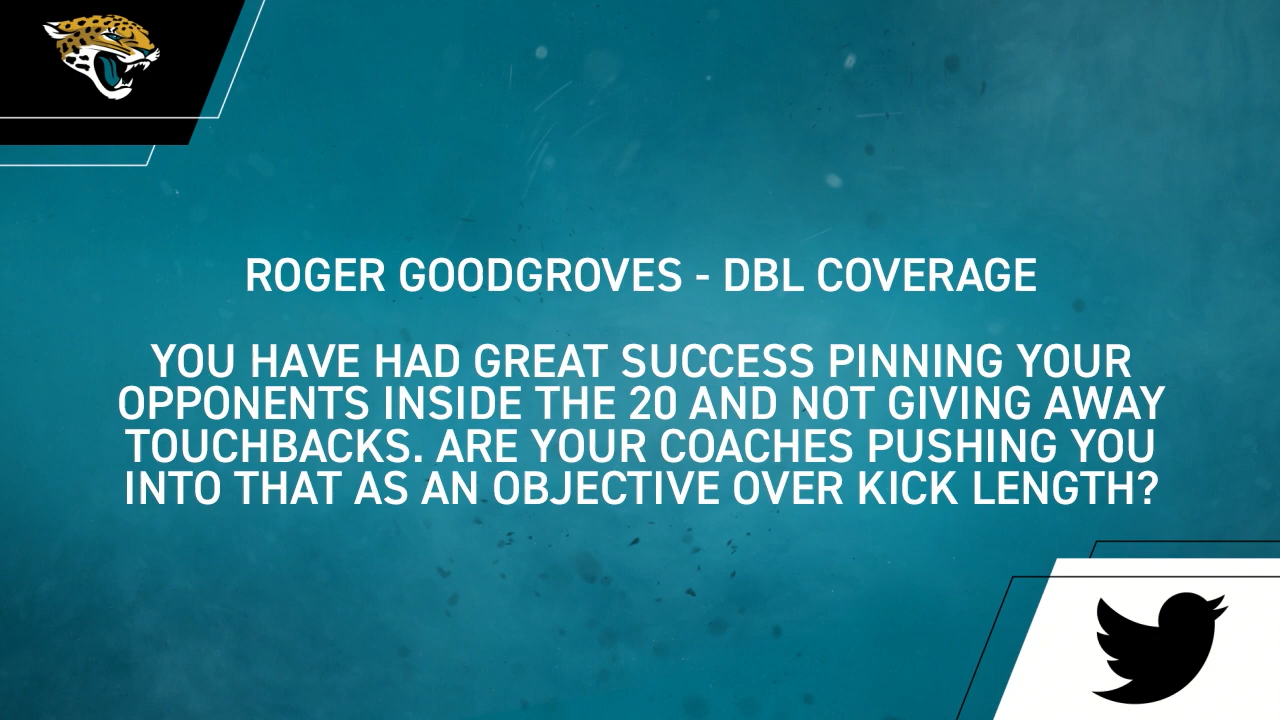 ROGER GOODGROVES - DBL COVERAGE
YOU HAVE HAD GREAT SUCCESS PINNING YOUR
OPPONENTS INSIDE THE 20 AND NOT GIVING AWAY
TOUCHBACKS. ARE YOUR COACHES PUSHING YOU
INTO THAT AS AN OBJECTIVE OVER KICK LENGTH?